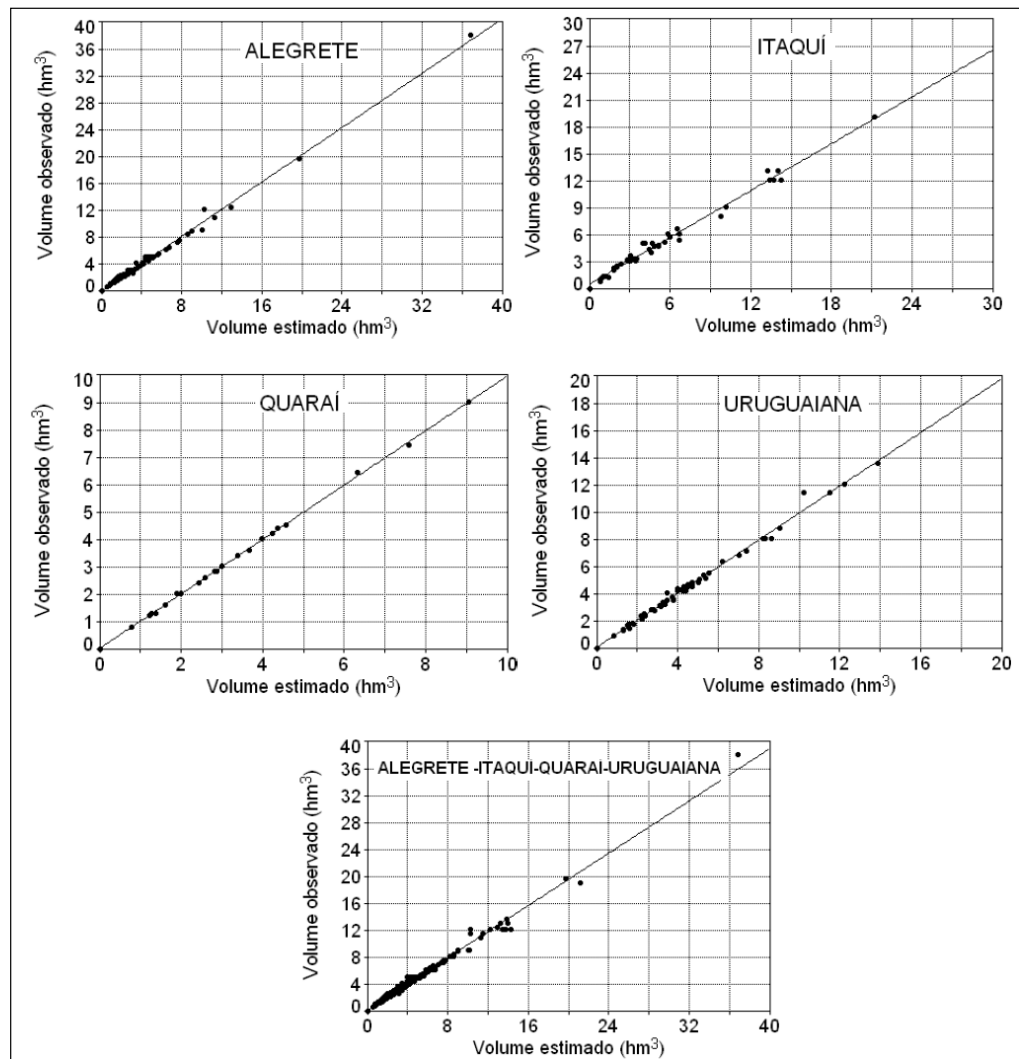 ALEGRETE
Volume observado (hm³)
40
36
32
28
24
20
16
12
8
4
0
0 8 16 24 32 40
Volume estimado (hm³)
ITAQUÍ
Volume observado (hm³)
30
27
24
21
18
15
12
9
6
3
0
0 6 12 18 24 30
Volume estimado (hm³)
QUARAÍ
Volume observado (hm³)
10
9
8
7
6
5
4
3
2
1
0
0 2 4 6 8 10
Volume estimado (hm³)
URUGUAIANA
Volume observado (hm³)
20
18
16
14
12
10
8
6
4
2
0
0 4 8 12 16 20
Volume estimado (hm³)
ALEGRETE -ITAQUI-QUARAI-URUGUAIANA
Volume observado (hm³)
40
36
32
28
24
20
16
12
8
4
0
0 8 16 24 32 40
Volume estimado (hm³)